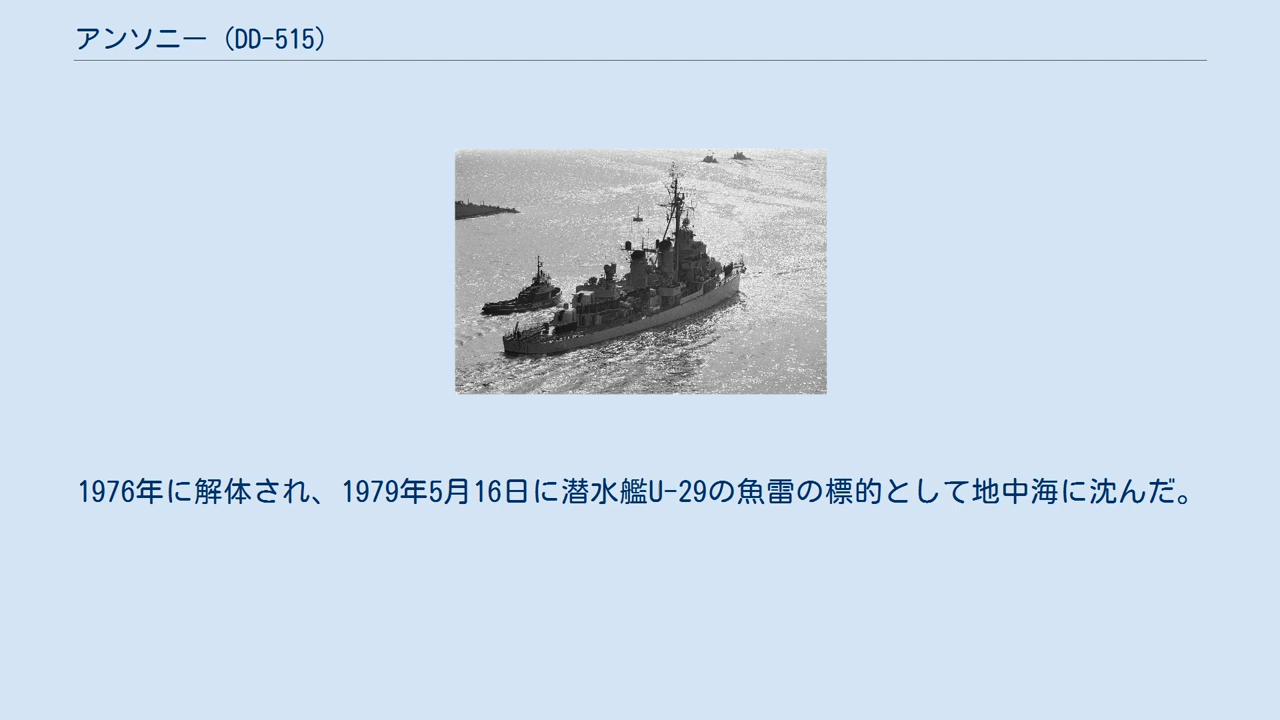 アンソニー（DD-515）
1976年に解体され、1979年5月16日に潜水艦U-29の魚雷の標的として地中海に沈んだ。